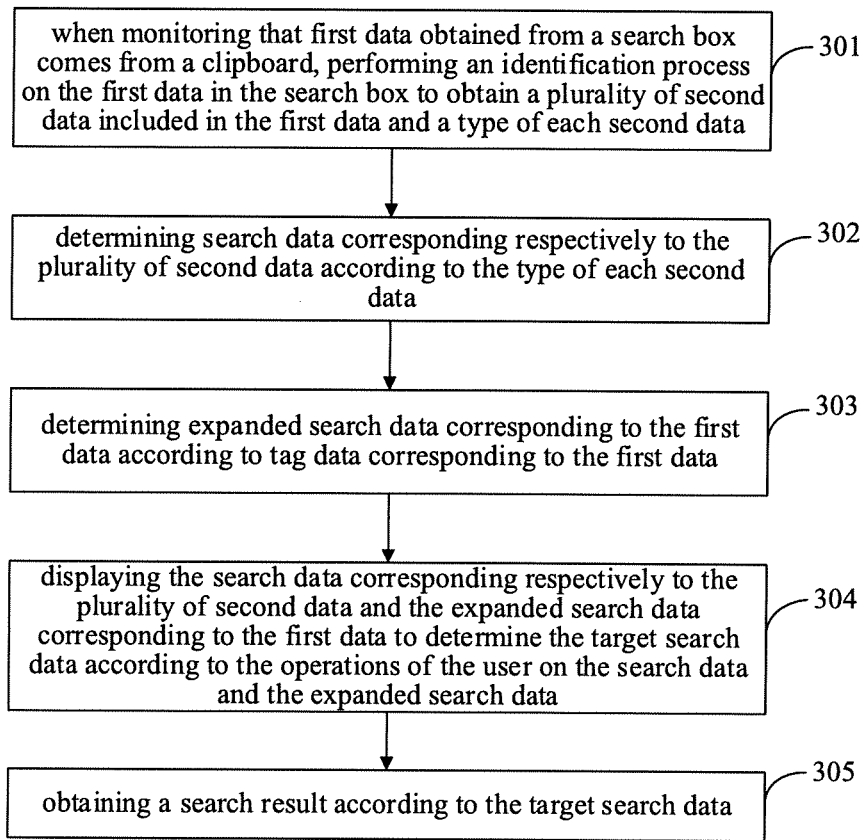 when monitoring that first data obtained from a search box
comes from a clipboard, performing an identification process
on the first data in the search box to obtain a plurality of second
data included in the first data and a type of each second data
301
determining search data corresponding respectively to the
plurality of second data according to the type of each second
data
302
determining expanded search data corresponding to the first
data according to tag data corresponding to the first data
303
displaying the search data corresponding respectively to the
plurality of second data and the expanded search data
corresponding to the first data to determine the target search
data according to the operations of the user on the search data
and the expanded search data
304
obtaining a search result according to the target search data
305